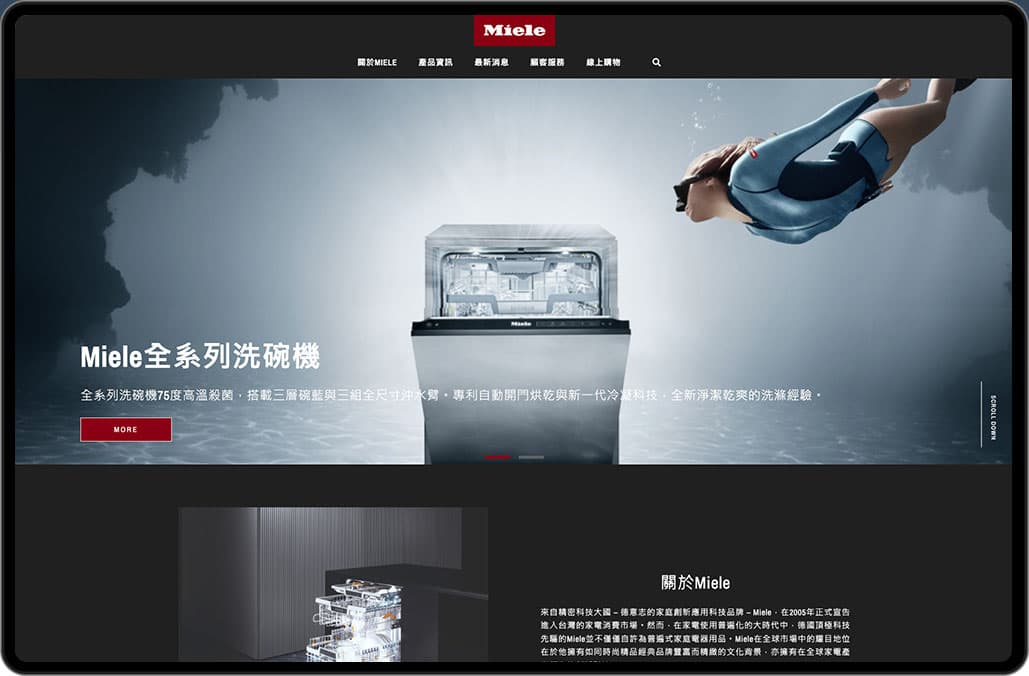 Miele
關於MIELE 產品資訊 最新消息 顧客服務 線上購物
Miele
Miele全系列洗碗機
全系列洗碗機75度高溫殺菌，搭載三層碗籃與三組全尺寸沖水臂。專利自動開門烘乾與新一代冷凝科技，全新淨潔乾爽的洗滌經驗。
MORE
SCROLL DOWN
關於Miele
來自精密科技大國 – 德意志的家庭創新應用科技品牌 – Miele，在2005年正式宣告
進入台灣的家電消費市場。然而，在家電使用普遍化的大時代中，德國頂極科技
先驅的Miele並不僅僅自許為普遍式家庭電器用品。Miele在全球市場中的耀目地位
在於他擁有如同時尚精品經典品牌豐富而精緻的文化背景，亦擁有在全球家電產